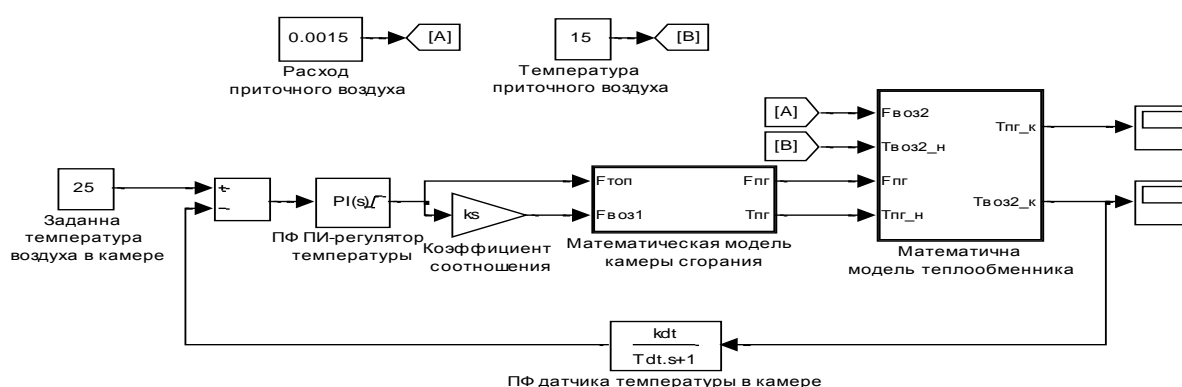 0.0015
[A]
Расход
приточного воздуха
15
[B]
Температура
приточного воздуха
[A]
[B]
Fвоз2
Tвоз2_н
Fпг
Tпг_н
Tпг_к
Tвоз2_к
Математична
модель теплообменника
25
Заданна
температура
воздуха в камере
+
−
PI(s)
ПФ ПИ-регулятор
температуры
ks
Коэффициент
соотношения
Fтоп
Fвоз1
Fпг
Tпг
Математическая модель
камеры сгорания
kdt
Tdt.s+1
ПФ датчика температуры в камере